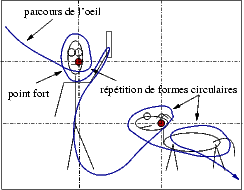 parcours de l'oeil
point fort
répétition de formes circulaires